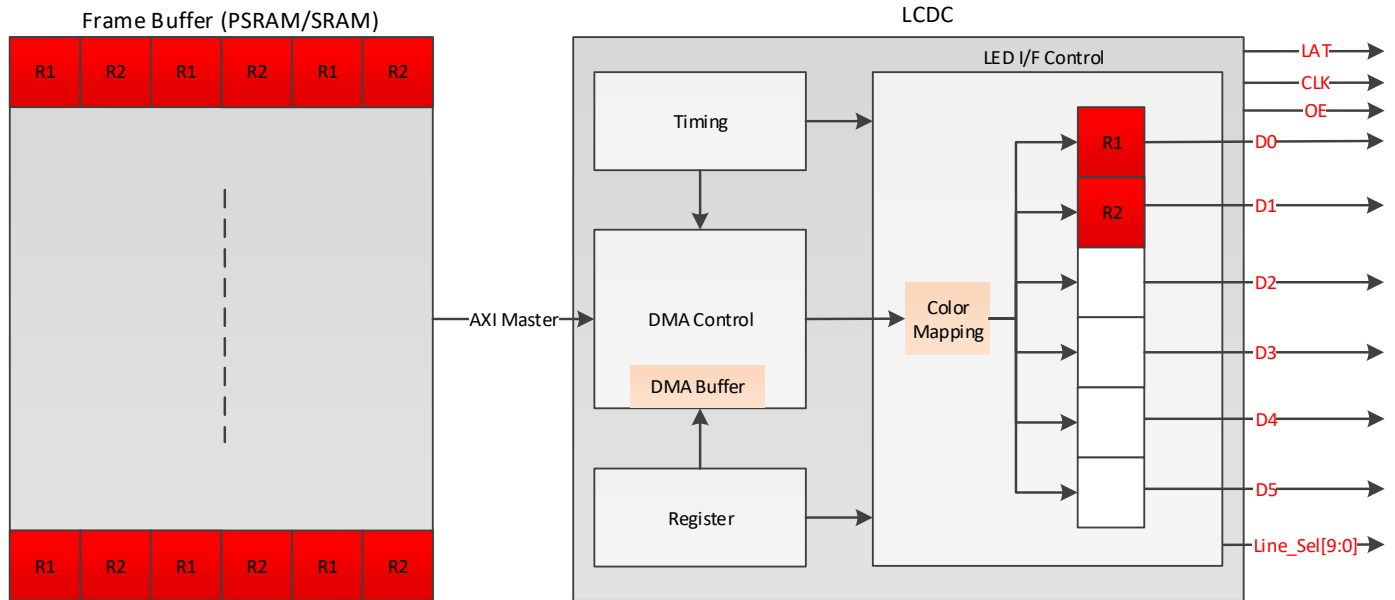 Frame Buffer (PSRAM/SRAM)
R1 R2 R1 R2 R1 R2
R1 R2 R1 R2 R1 R2
AXI Master
LCDC
Timing
DMA Control
DMA Buffer
Register
LED I/F Control
Color
Mapping
R1
R2
LAT
CLK
OE
D0
D1
D2
D3
D4
D5
Line_Sel[9:0]